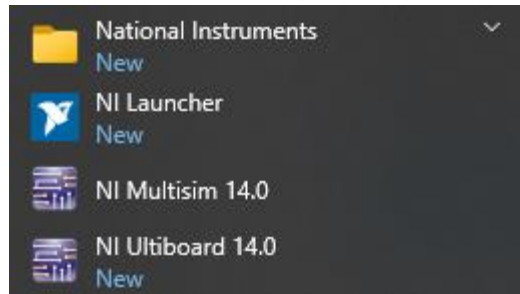 National Instruments
New
NI Launcher
New
NI Multisim 14.0
NI Ultiboard 14.0
New